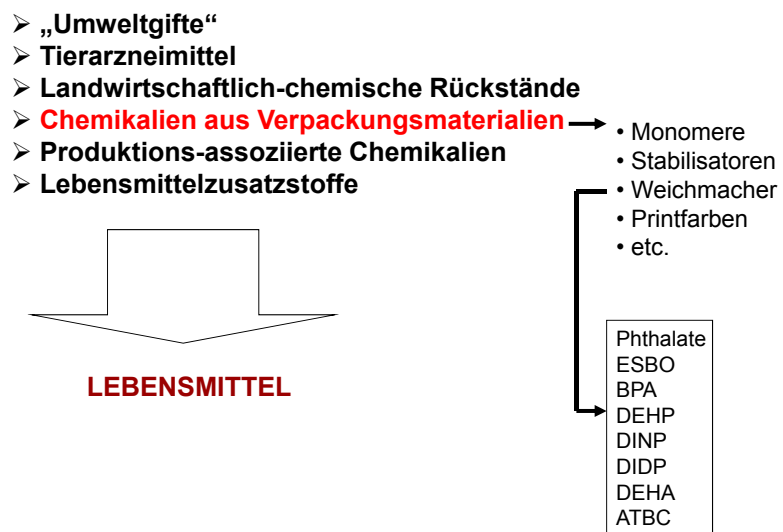 ➢ „Umweltgifte“
➢ Tierarzneimittel
➢ Landwirtschaftlich-chemische Rückstände
➢ Chemikalien aus Verpackungsmaterialien
➢ Produktions-assoziierte Chemikalien
➢ Lebensmittelzusatzstoffe
• Monomere
• Stabilisatoren
• Weichmacher
• Printfarben
• etc.
LEBENSMITTEL
Phthalate
ESBO
BPA
DEHP
DINP
DIDP
DEHA
ATBC